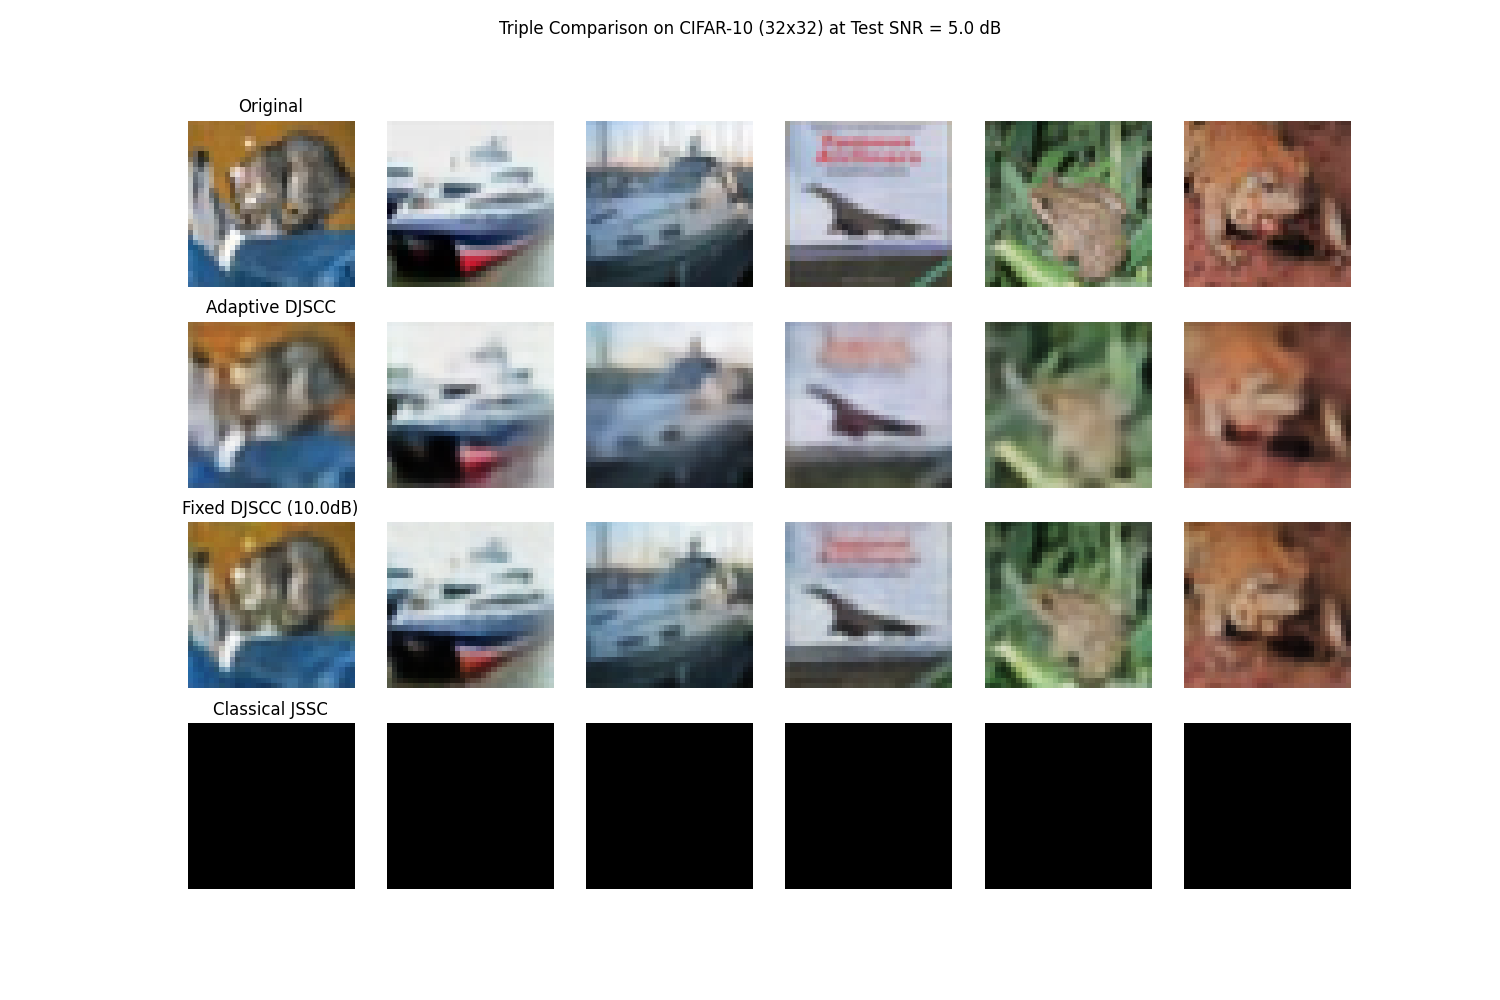 Triple Comparison on CIFAR-10 (32x32) at Test SNR = 5.0 dB
Original
Adaptive DJSCC
Fixed DJSCC (10.0dB)
Classical JSSC